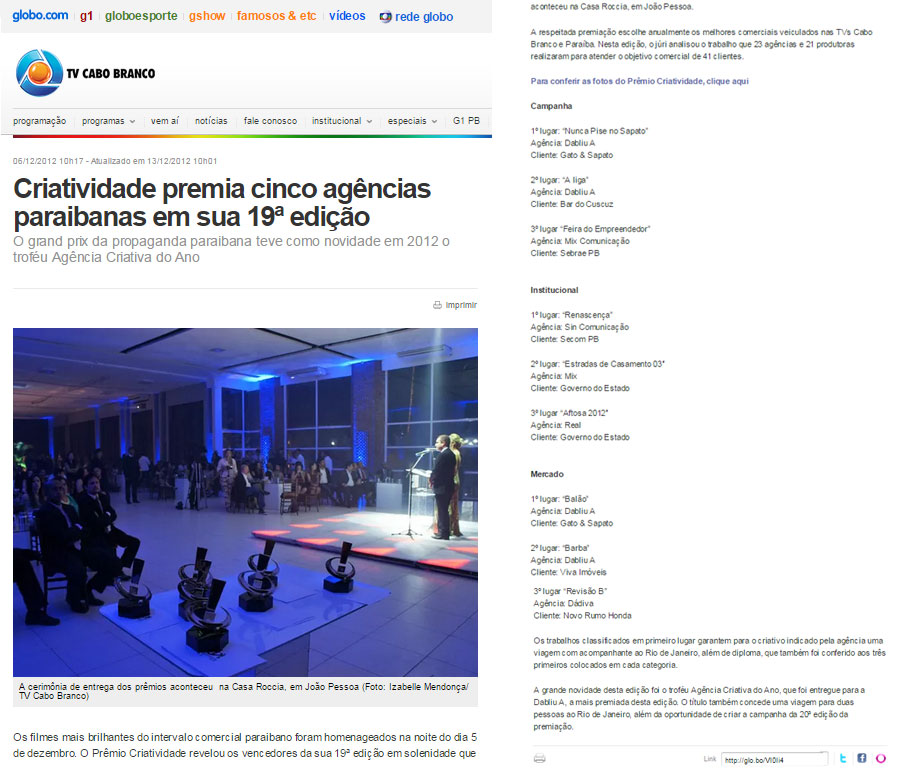 globo.com g1 globoesporte gshow famosos & etc vídeos rede globo
TV CABO BRANCO
programação programas vem aí notícias fale conosco institucional especiais G1 PB
06/12/2012 10h17 - Atualizado em 13/12/2012 10h01
Criatividade premia cinco agências
paraibanas em sua 19ª edição
O grand prix da propaganda paraibana teve como novidade em 2012 o
troféu Agência Criativa do Ano
Imprimir
A cerimônia de entrega dos prêmios aconteceu na Casa Roccia, em João Pessoa (Foto: Izabelle Mendonça/
TV Cabo Branco)
Os filmes mais brilhantes do intervalo comercial paraibano foram homenageados na noite do dia 5
de dezembro. O Prêmio Criatividade revelou os vencedores da sua 19ª edição em solenidade que
aconteceu na Casa Roccia, em João Pessoa.
A respeitada premiação escolhe anualmente os melhores comerciais veiculados nas TVs Cabo
Branco e Paraíba. Nesta edição, o júri analisou o trabalho que 23 agências e 21 produtoras
realizaram para atender o objetivo comercial de 41 clientes.
Para conferir as fotos do Prêmio Criatividade, clique aqui
Campanha
1º lugar: “Nunca Pise no Sapato”
Agência: Dabliu A
Cliente: Gato & Sapato
2º lugar: “A liga”
Agência: Dabliu A
Cliente: Bar do Cuscuz
3º lugar “Feira do Empreendedor”
Agência: Mix Comunicação
Cliente: Sebrae PB
Institucional
1º lugar: “Renascença”
Agência: Sin Comunicação
Cliente: Secom PB
2º lugar: “Estradas de Casamento 03”
Agência: Mix
Cliente: Governo do Estado
3º lugar “Aftosa 2012”
Agência: Real
Cliente: Governo do Estado
Mercado
1º lugar: “Balão”
Agência: Dabliu A
Cliente: Gato & Sapato
2º lugar: “Barba”
Agência: Dabliu A
Cliente: Viva Imóveis
3º lugar “Revisão B”
Agência: Dádiva
Cliente: Novo Rumo Honda
Os trabalhos classificados em primeiro lugar garantem para o criativo indicado pela agência uma
viagem com acompanhante ao Rio de Janeiro, além de diploma, que também foi conferido aos três
primeiros colocados em cada categoria.
A grande novidade desta edição foi o troféu Agência Criativa do Ano, que foi entregue para a
Dabliu A, a mais premiada desta edição. O título também concede uma viagem para duas
pessoas ao Rio de Janeiro, além da oportunidade de criar a campanha da 20ª edição da
premiação.
Link